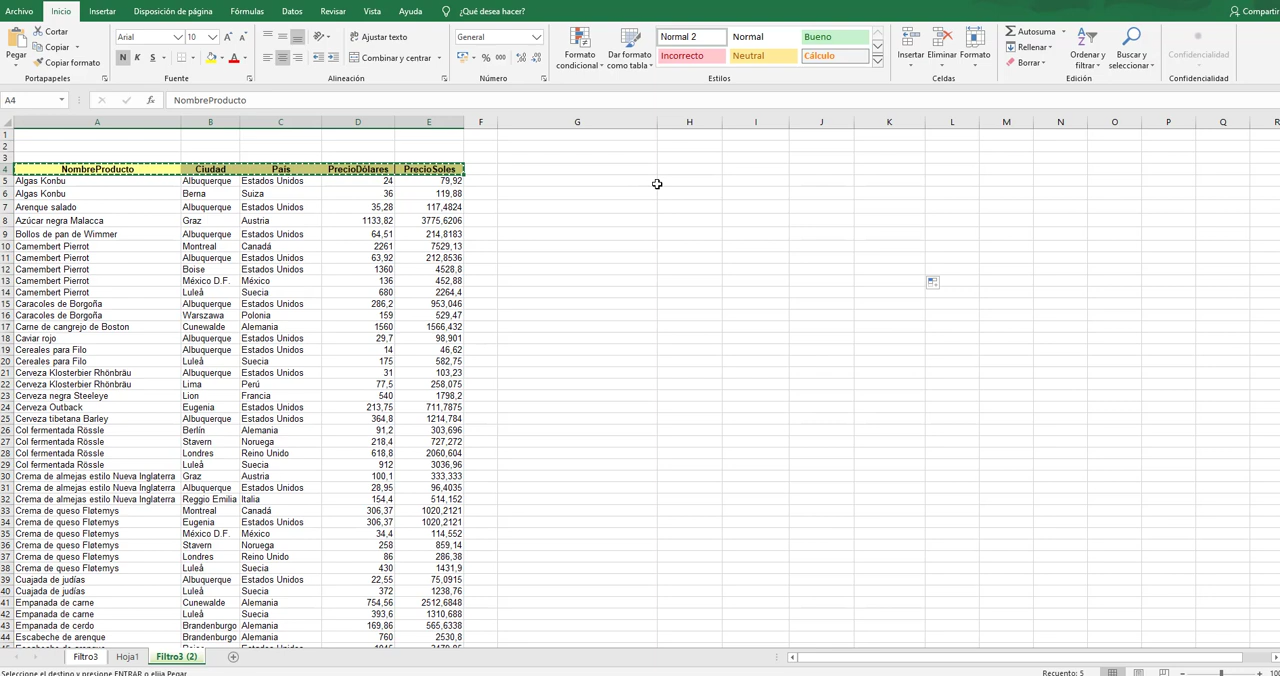 Archivo Inicio Insertar Disposición de página Fórmulas Datos Revisar Vista Ayuda ¿Qué desea hacer? Compartir
Pegar Cortar Copiar Copiar formato Portapapeles
Arial 10 N K S Fuente
Ajustar texto Combinar y centrar Alineación
General % 000 Número
Formato condicional Dar formato como tabla Normal 2 Normal Bueno Incorrecto Neutral Cálculo Estilos
Insertar Eliminar Formato Celdas
Autosuma Rellenar Borrar Ordenar y filtrar Buscar y seleccionar Edición
Confidencialidad Confidencialidad
A4 fx NombreProducto
A B C D E F G H I J K L M N O P Q R
1
2
3
4 NombreProducto Ciudad País PrecioDólares PrecioSoles
5 Algas Konbu Albuquerque Estados Unidos 24 79,92
6 Algas Konbu Berna Suiza 36 119,88
7 Arenque salado Albuquerque Estados Unidos 35,28 117,4824
8 Azúcar negra Malacca Graz Austria 1133,82 3775,6206
9 Bollos de pan de Wimmer Albuquerque Estados Unidos 64,51 214,8183
10 Camembert Pierrot Montreal Canadá 2261 7529,13
11 Camembert Pierrot Albuquerque Estados Unidos 63,92 212,8536
12 Camembert Pierrot Boise Estados Unidos 1360 4528,8
13 Camembert Pierrot México D.F. México 136 452,88
14 Camembert Pierrot Luleå Suecia 680 2264,4
15 Caracoles de Borgoña Albuquerque Estados Unidos 286,2 953,046
16 Caracoles de Borgoña Warszawa Polonia 159 529,47
17 Carne de cangrejo de Boston Cunewalde Alemania 1560 1566,432
18 Caviar rojo Albuquerque Estados Unidos 29,7 98,901
19 Cereales para Filo Albuquerque Estados Unidos 14 46,62
20 Cereales para Filo Luleå Suecia 175 582,75
21 Cerveza Klosterbier Rhönbräu Albuquerque Estados Unidos 31 103,23
22 Cerveza Klosterbier Rhönbräu Lima Perú 77,5 258,075
23 Cerveza negra Steeleye Lion Francia 540 1798,2
24 Cerveza Outback Eugenia Estados Unidos 213,75 711,7875
25 Cerveza tibetana Barley Albuquerque Estados Unidos 364,8 1214,784
26 Col fermentada Rössle Berlín Alemania 91,2 303,696
27 Col fermentada Rössle Stavern Noruega 218,4 727,272
28 Col fermentada Rössle Londres Reino Unido 618,8 2060,604
29 Col fermentada Rössle Luleå Suecia 912 3036,96
30 Crema de almejas estilo Nueva Inglaterra Graz Austria 100,1 333,333
31 Crema de almejas estilo Nueva Inglaterra Albuquerque Estados Unidos 28,95 96,4035
32 Crema de almejas estilo Nueva Inglaterra Reggio Emilia Italia 154,4 514,152
33 Crema de queso Fløtemys Montreal Canadá 306,37 1020,2121
34 Crema de queso Fløtemys Eugenia Estados Unidos 306,37 1020,2121
35 Crema de queso Fløtemys México D.F. México 34,4 114,552
36 Crema de queso Fløtemys Stavern Noruega 258 859,14
37 Crema de queso Fløtemys Londres Reino Unido 86 286,38
38 Crema de queso Fløtemys Luleå Suecia 430 1431,9
39 Cuajada de judías Albuquerque Estados Unidos 22,55 75,0915
40 Cuajada de judías Luleå Suecia 372 1238,76
41 Empanada de carne Cunewalde Alemania 754,56 2512,6848
42 Empanada de carne Luleå Suecia 393,6 1310,688
43 Empanada de cerdo Brandenburgo Alemania 169,86 565,6338
44 Escabeche de arenque Brandenburgo Alemania 760 2530,8
Filtro3 Hoja1 Filtro3 (2)
Seleccione el destino y presione ENTRAR o elija Pegar Recuento: 5 100